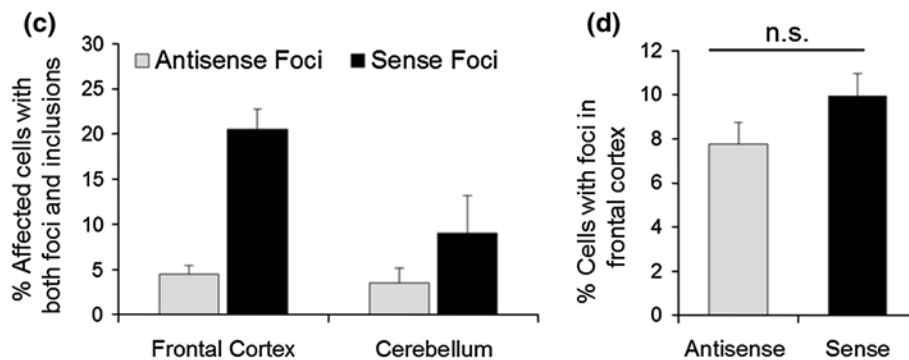 (c)
% Affected cells with
both foci and inclusions
30
25
20
15
10
5
0
Antisense Foci
Sense Foci
Frontal Cortex
Cerebellum
(d)
% Cells with foci in
frontal cortex
12
10
8
6
4
2
0
n.s.
Antisense
Sense